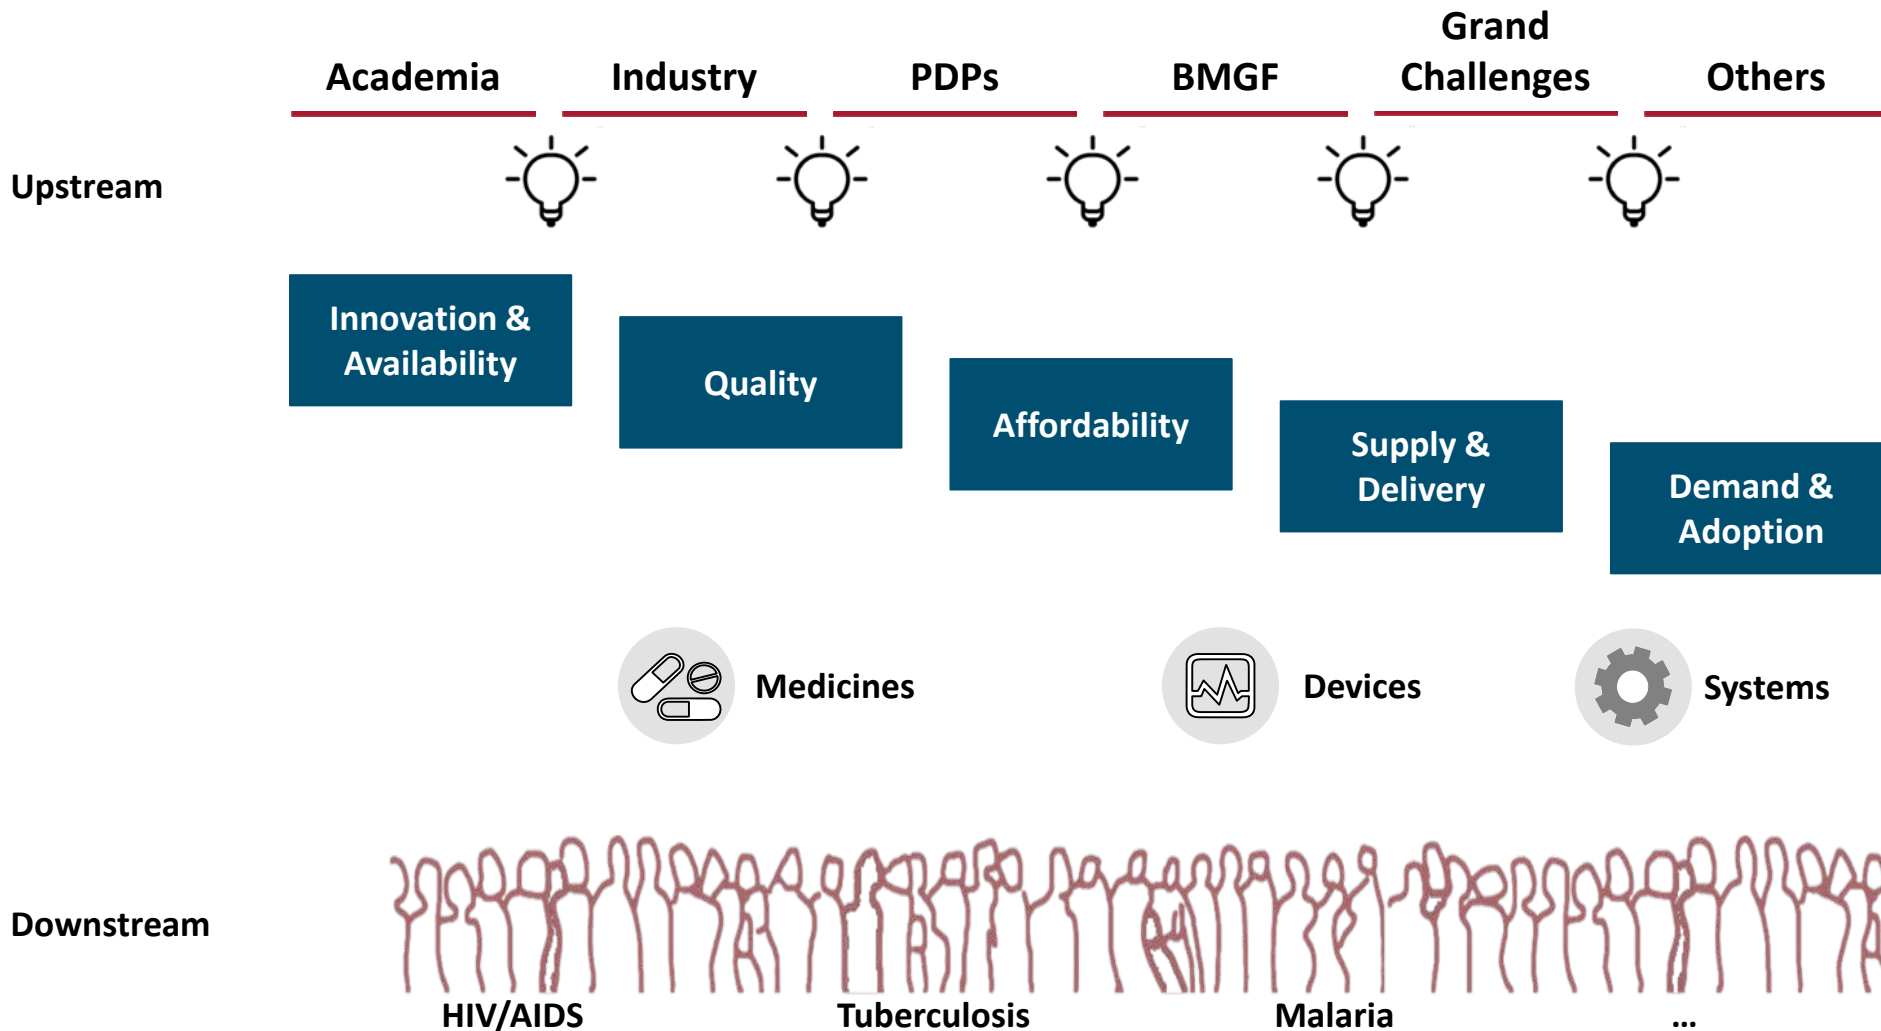 Academia
Industry
PDPs
BMGF
Grand
Challenges
Others
Upstream
Innovation &
Availability
Quality
Affordability
Supply &
Delivery
Demand &
Adoption
Medicines
Devices
Systems
Downstream
HIV/AIDS
Tuberculosis
Malaria
...